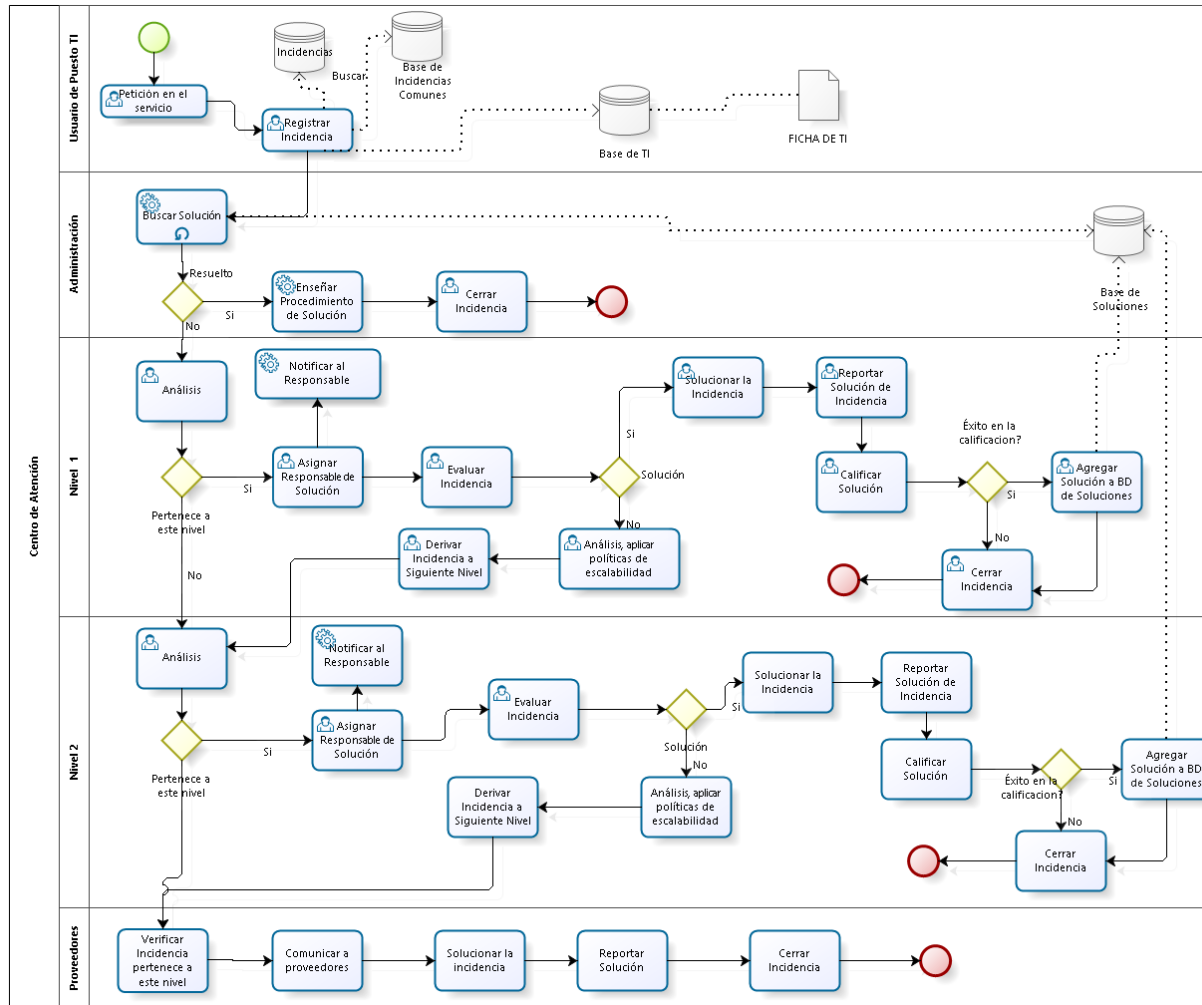 Centro de Atención
Usuario de Puesto TI
Petición en el
servicio
Registrar
Incidencia
Incidencias
Buscar
Base de
Incidencias
Comunes
Base de TI
FICHA DE TI
Administración
Buscar Solución
Resuelto
Si
No
Enseñar
Procedimiento
de Solución
Cerrar
Incidencia
Base de
Soluciones
Nivel 1
Análisis
Pertenece a
este nivel
Si
No
Notificar al
Responsable
Asignar
Responsable de
Solución
Evaluar
Incidencia
Solución
Si
No
Solucionar la
Incidencia
Reportar
Solución de
Incidencia
Calificar
Solución
Éxito en la
calificacion?
Si
No
Agregar
Solución a BD
de Soluciones
Cerrar
Incidencia
Análisis, aplicar
políticas de
escalabilidad
Derivar
Incidencia a
Siguiente Nivel
Nivel 2
Análisis
Pertenece a
este nivel
Si
Notificar al
Responsable
Asignar
Responsable de
Solución
Evaluar
Incidencia
Solución
Si
No
Solucionar la
Incidencia
Reportar
Solución de
Incidencia
Calificar
Solución
Éxito en la
calificacion?
Si
No
Agregar
Solución a BD
de Soluciones
Cerrar
Incidencia
Análisis, aplicar
políticas de
escalabilidad
Derivar
Incidencia a
Siguiente Nivel
Proveedores
Verificar
Incidencia
pertenece a
este nivel
Comunicar a
proveedores
Solucionar la
incidencia
Reportar
Solución
Cerrar
Incidencia